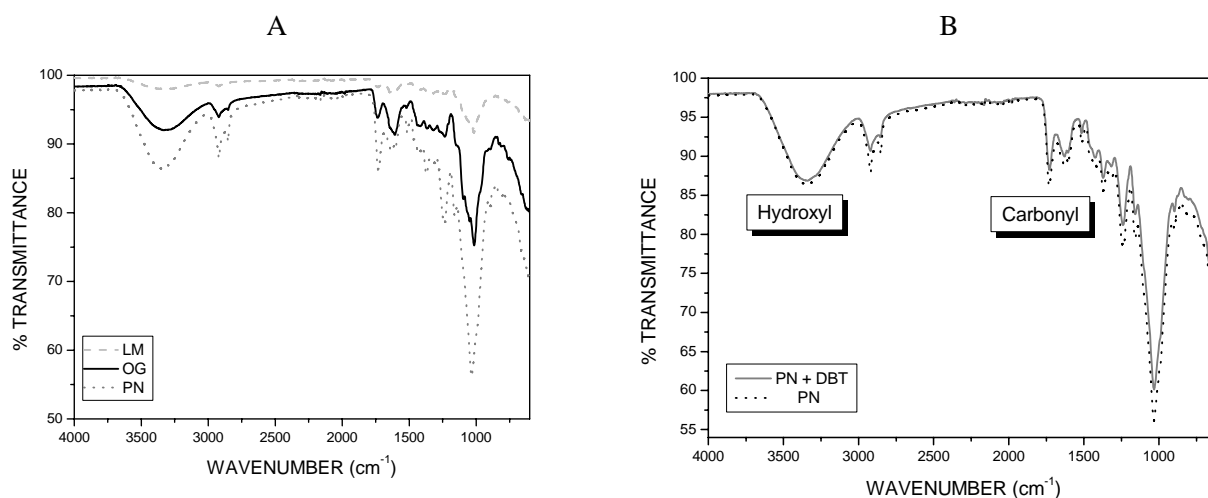 A
100
90
80
70
60
50
% TRANSMITTANCE
LM
OG
PN
4000 3500 3000 2500 2000 1500 1000
WAVENUMBER (cm-1)
B
100
95
90
85
80
75
70
65
60
55
% TRANSMITTANCE
Hydroxyl
Carbonyl
PN + DBT
PN
4000 3500 3000 2500 2000 1500 1000
WAVENUMBER (cm-1)